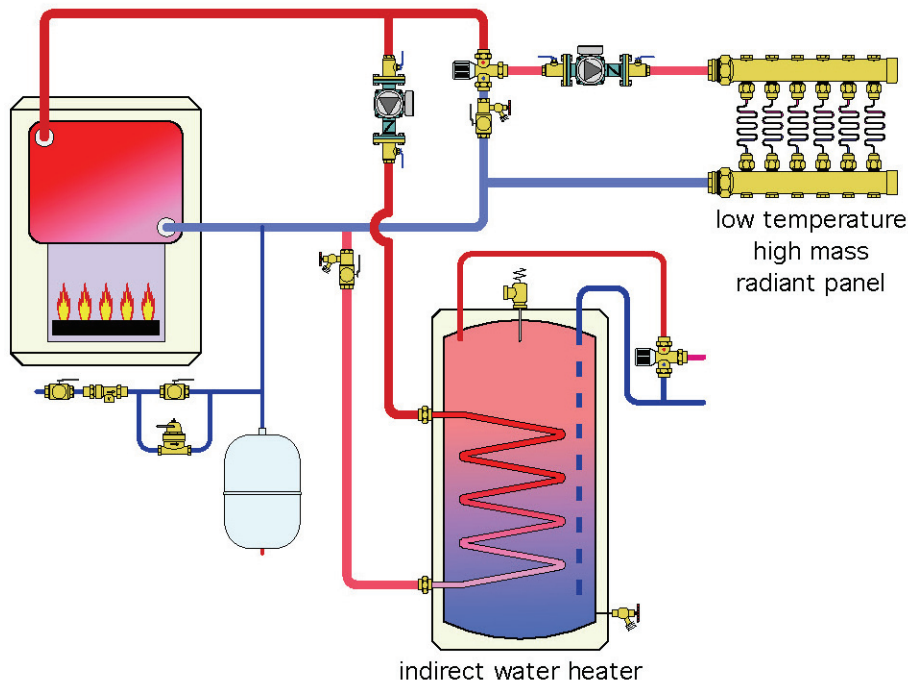 low temperature
high mass
radiant panel
indirect water heater